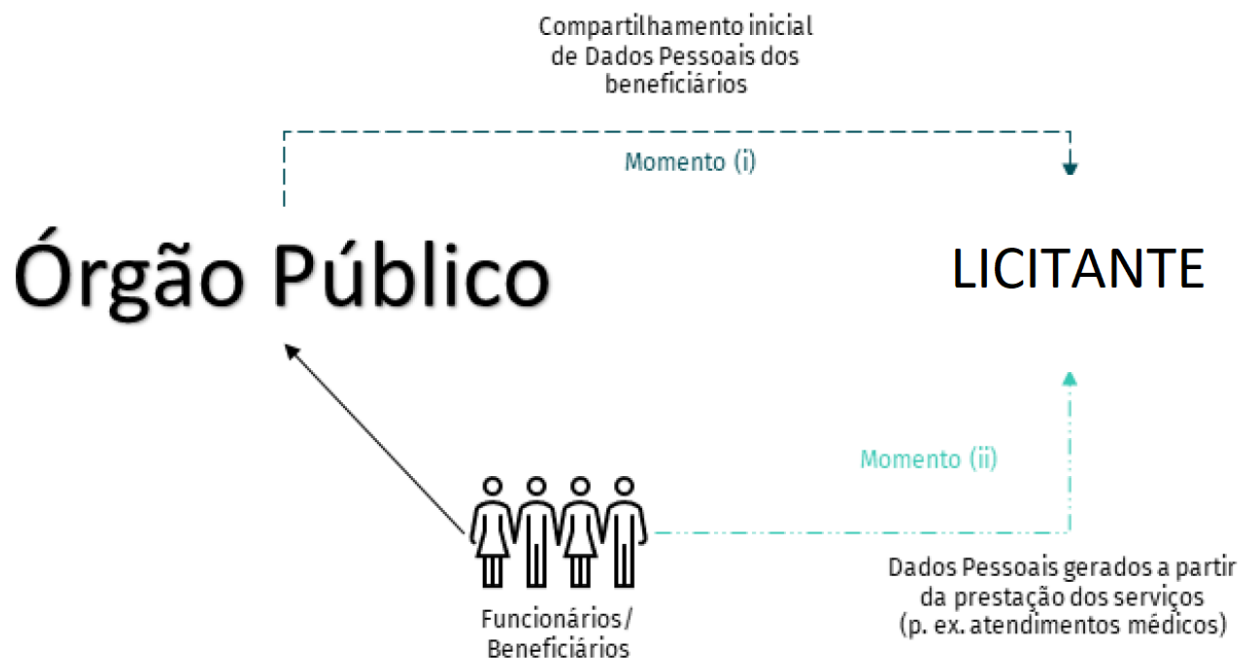 Compartilhamento inicial
de Dados Pessoais dos
beneficiários
Momento (i)
Órgão Público
LICITANTE
Momento (ii)
Funcionários/
Beneficiários
Dados Pessoais gerados a partir
da prestação dos serviços
(p. ex. atendimentos médicos)